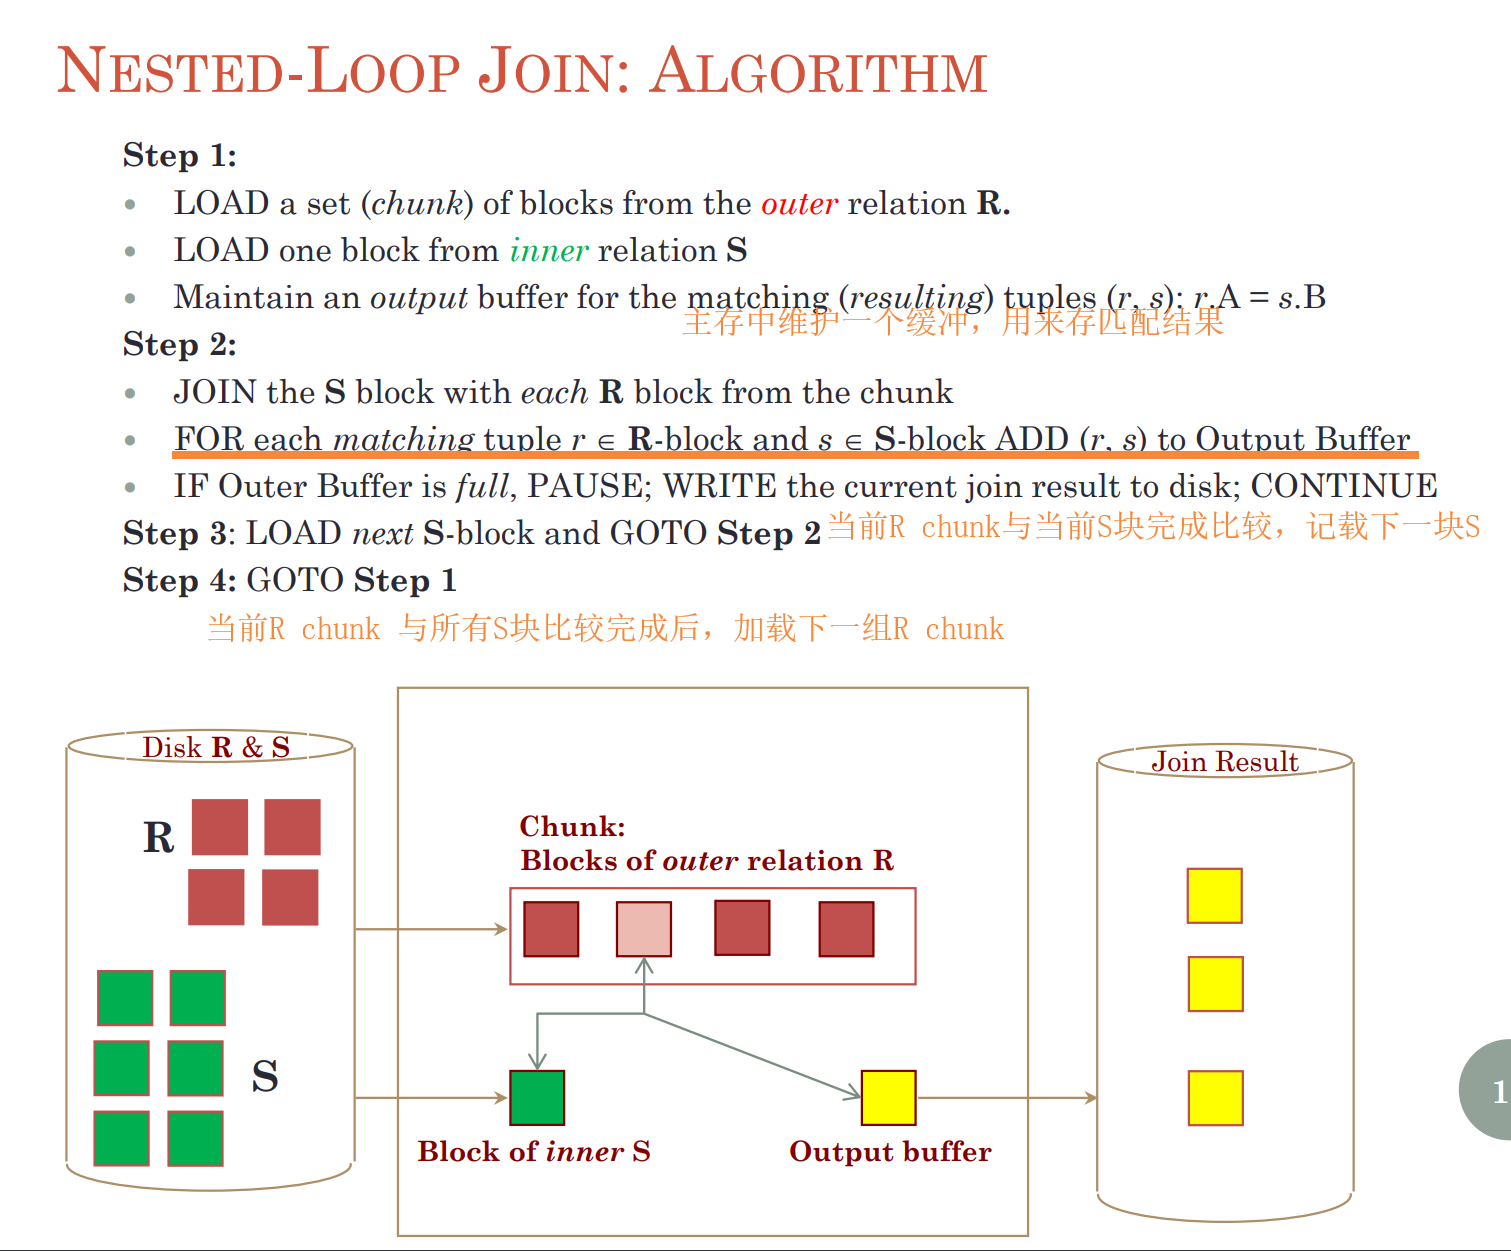 NESTED-LOOP JOIN: ALGORITHM
Step 1:
• LOAD a set (chunk) of blocks from the outer relation R.
• LOAD one block from inner relation S
• Maintain an output buffer for the matching (resulting) tuples (r, s): r.A = s.B
主存中维护一个缓冲，用来存匹配结果
Step 2:
• JOIN the S block with each R block from the chunk
• FOR each matching tuple r ∈ R-block and s ∈ S-block ADD (r, s) to Output Buffer
• IF Outer Buffer is full, PAUSE; WRITE the current join result to disk; CONTINUE
Step 3: LOAD next S-block and GOTO Step 2 当前R chunk与当前S块完成比较，记载下一块S
Step 4: GOTO Step 1
当前R chunk 与所有S块比较完成后，加载下一组R chunk
Disk R & S
Join Result
R
Chunk:
Blocks of outer relation R
S
1
Block of inner S
Output buffer